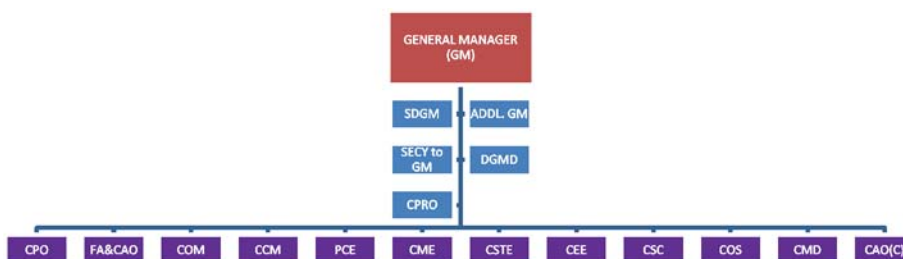 GENERAL MANAGER
(GM)
SDGM
ADDL. GM
SECY to
GM
DGMD
CPRO
CPO
FA&CAO
COM
CCM
PCE
CME
CSTE
CEE
CSC
COS
CMD
CAO(C)